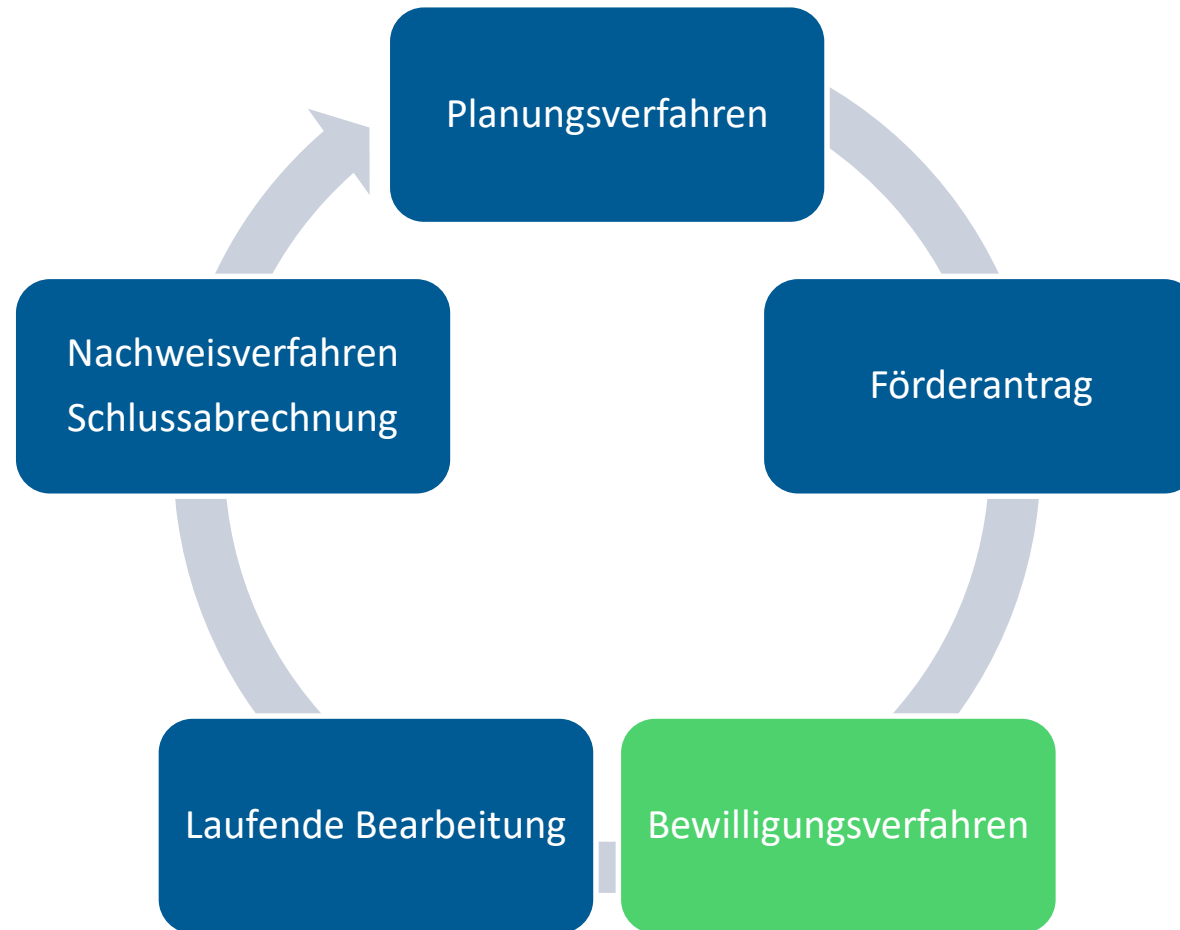 Planungsverfahren
Förderantrag
Bewilligungsverfahren
Laufende Bearbeitung
Nachweisverfahren
Schlussabrechnung